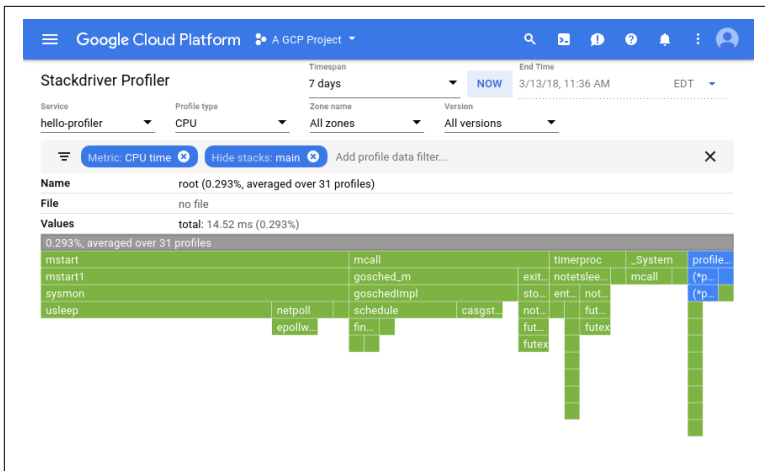 Google Cloud Platform A GCP Project
Stackdriver Profiler
Timespan
7 days
NOW
End Time
3/13/18, 11:36 AM EDT
Service
hello-profiler
Profile type
CPU
Zone name
All zones
Version
All versions
Metric: CPU time Hide stacks: main Add profile data filter...
Name root (0.293%, averaged over 31 profiles)
File no file
Values total: 14.52 ms (0.293%)
0.293%, averaged over 31 profiles
mstart mcall timerproc _System profile...
mstart1 gosched_m exit... notetslee... mcall (*p...
sysmon goschedImpl sto... ent... not... (*p...
usleep netpoll schedule casgst... not... fut...
epollw... fin... fut... futex
futex